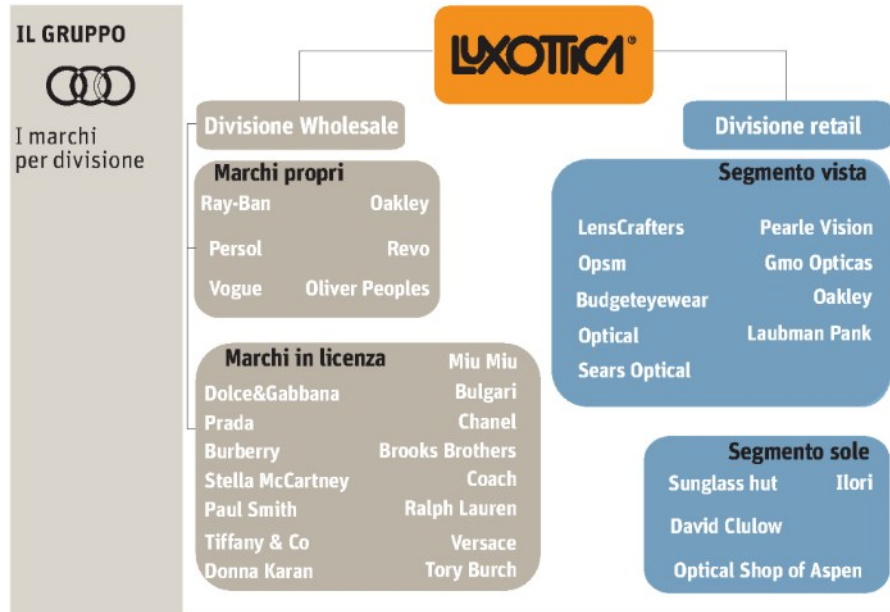 IL GRUPPO
I marchi
per divisione
LUXOTTICA®
Divisione Wholesale
Marchi propri
Ray-Ban Oakley
Persol Revo
Vogue Oliver Peoples
Marchi in licenza Miu Miu
Dolce&Gabbana Bulgari
Prada Chanel
Burberry Brooks Brothers
Stella McCartney Coach
Paul Smith Ralph Lauren
Tiffany & Co Versace
Donna Karan Tory Burch
Divisione retail
Segmento vista
LensCrafters Pearle Vision
Opsm Gmo Opticas
Budgeteyewear Oakley
Optical Laubman Pank
Sears Optical
Segmento sole
Sunglass hut Ilori
David Clulow
Optical Shop of Aspen